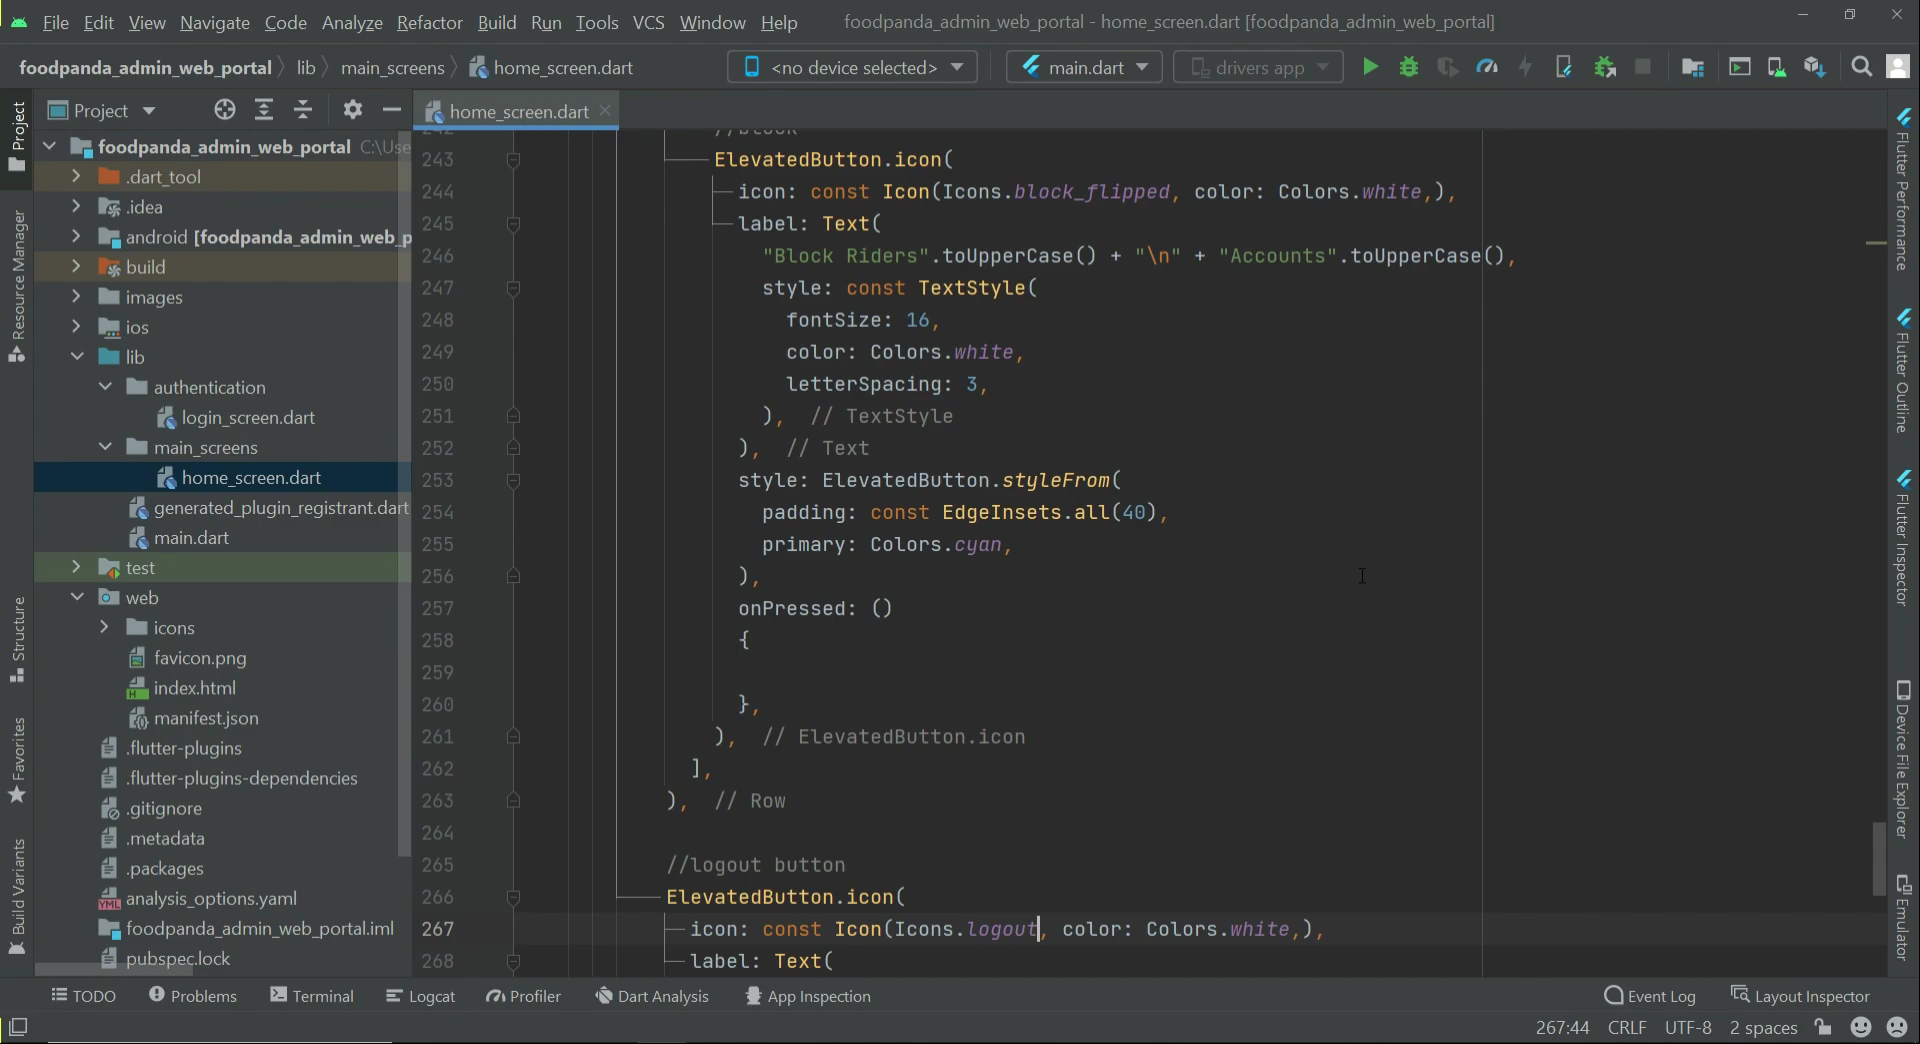 File Edit View Navigate Code Analyze Refactor Build Run Tools VCS Window Help foodpanda_admin_web_portal - home_screen.dart [foodpanda_admin_web_portal]
foodpanda_admin_web_portal lib main_screens home_screen.dart <no device selected> main.dart drivers app
Project
home_screen.dart
Project
Resource Manager
Structure
Favorites
Build Variants
foodpanda_admin_web_portal C:\Use
.dart_tool
.idea
android [foodpanda_admin_web_p
build
images
ios
lib
authentication
login_screen.dart
main_screens
home_screen.dart
generated_plugin_registrant.dart
main.dart
test
web
icons
favicon.png
index.html
manifest.json
.flutter-plugins
.flutter-plugins-dependencies
.gitignore
.metadata
.packages
analysis_options.yaml
foodpanda_admin_web_portal.iml
pubspec.lock
242 //block
243 ElevatedButton.icon(
244 icon: const Icon(Icons.block_flipped, color: Colors.white,),
245 label: Text(
246 "Block Riders".toUpperCase() + "\n" + "Accounts".toUpperCase(),
247 style: const TextStyle(
248 fontSize: 16,
249 color: Colors.white,
250 letterSpacing: 3,
251 ), // TextStyle
252 ), // Text
253 style: ElevatedButton.styleFrom(
254 padding: const EdgeInsets.all(40),
255 primary: Colors.cyan,
256 ),
257 onPressed: ()
258 {
259
260 },
261 ), // ElevatedButton.icon
262 ],
263 ), // Row
264
265 //logout button
266 ElevatedButton.icon(
267 icon: const Icon(Icons.logout, color: Colors.white,),
268 label: Text(
Flutter Performance
Flutter Outline
Flutter Inspector
Device File Explorer
Emulator
TODO Problems Terminal Logcat Profiler Dart Analysis App Inspection Event Log Layout Inspector
267:44 CRLF UTF-8 2 spaces